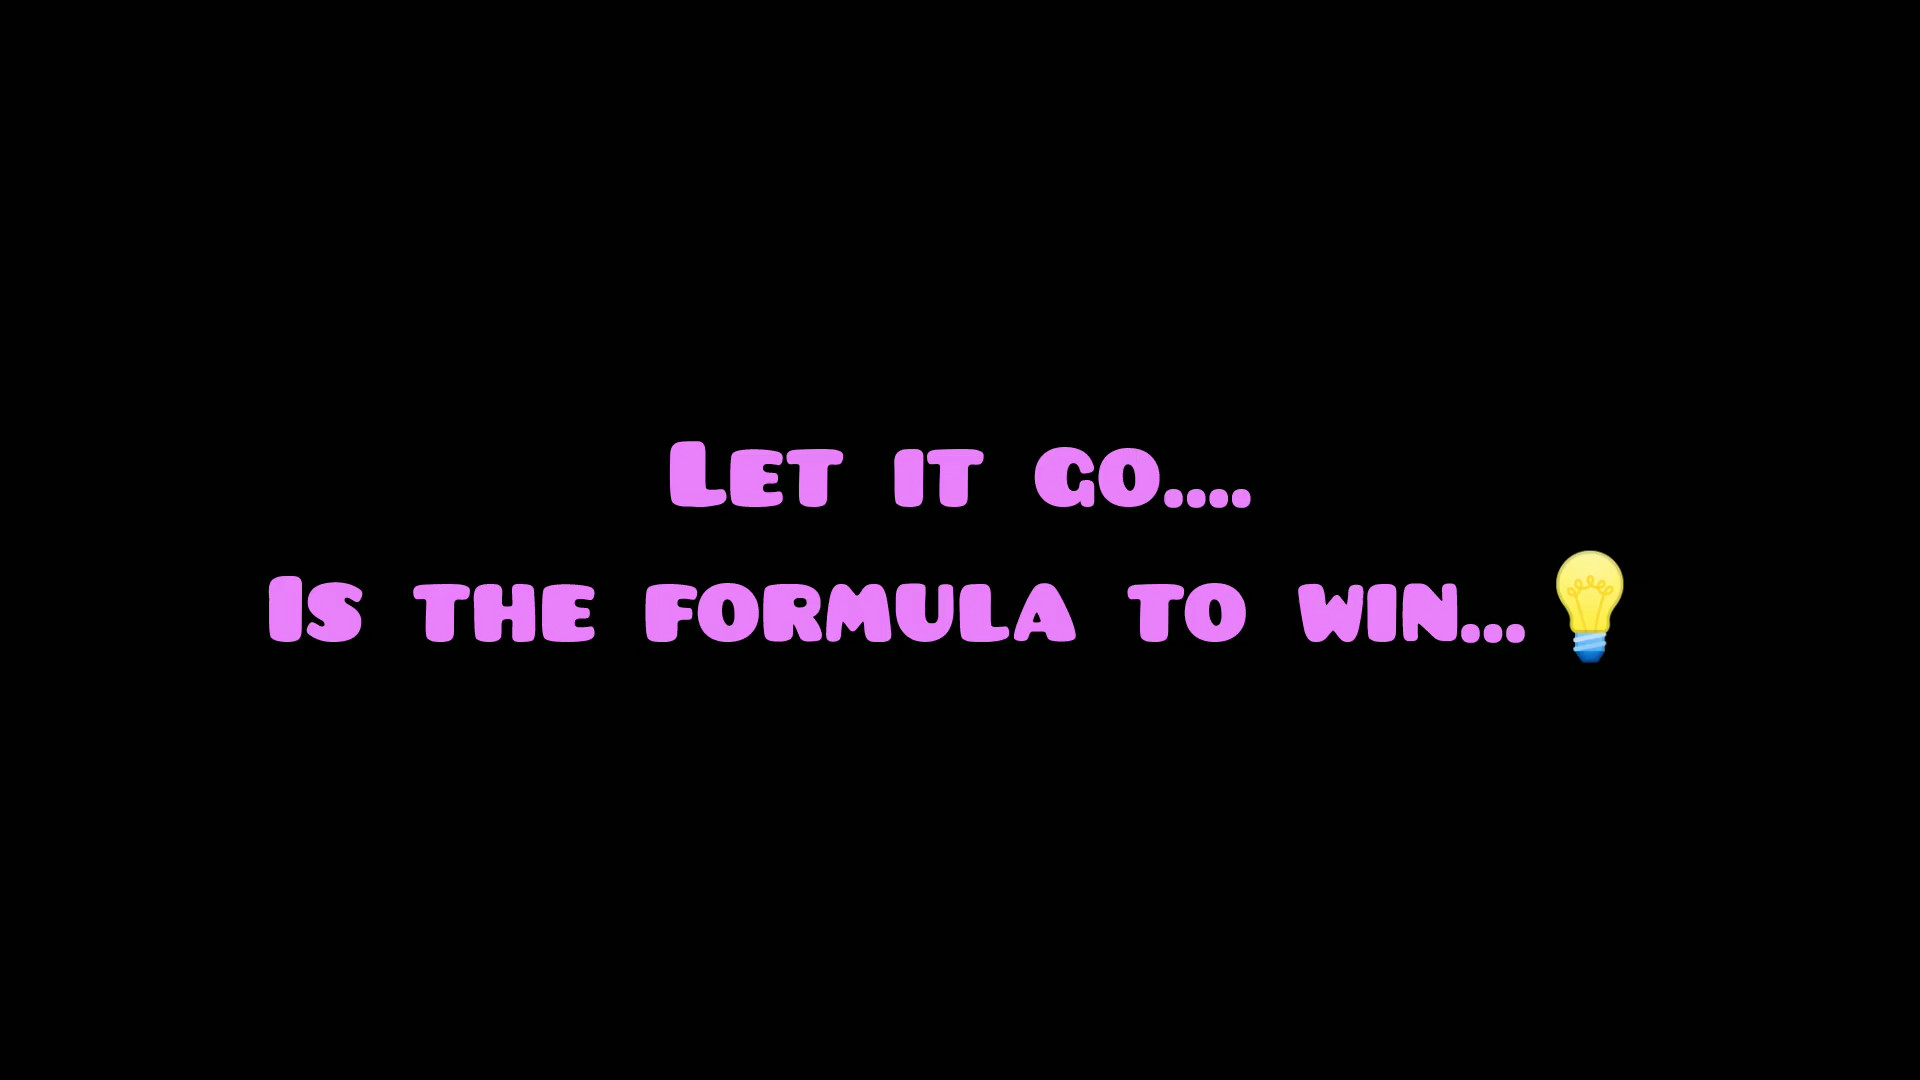 Let it go....
Is the formula to win...💡